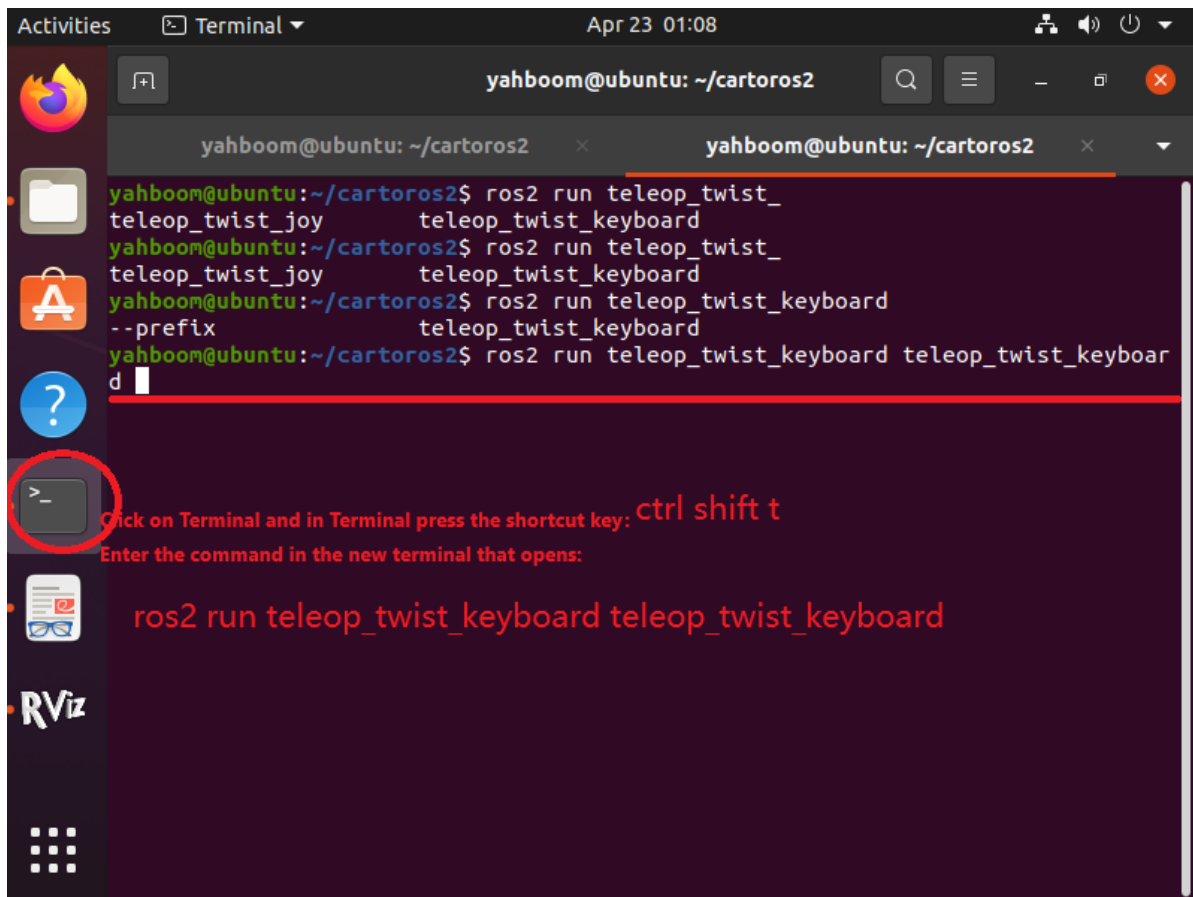 Activities Terminal Apr 23 01:08
yahboom@ubuntu: ~/cartoros2
yahboom@ubuntu: ~/cartoros2 yahboom@ubuntu: ~/cartoros2
yahboom@ubuntu:~/cartoros2$ ros2 run teleop_twist_
teleop_twist_joy teleop_twist_keyboard
yahboom@ubuntu:~/cartoros2$ ros2 run teleop_twist_
teleop_twist_joy teleop_twist_keyboard
yahboom@ubuntu:~/cartoros2$ ros2 run teleop_twist_keyboard
--prefix teleop_twist_keyboard
yahboom@ubuntu:~/cartoros2$ ros2 run teleop_twist_keyboard teleop_twist_keyboar
d
>_
Click on Terminal and in Terminal press the shortcut key: ctrl shift t
Enter the command in the new terminal that opens:
ros2 run teleop_twist_keyboard teleop_twist_keyboard
RViz